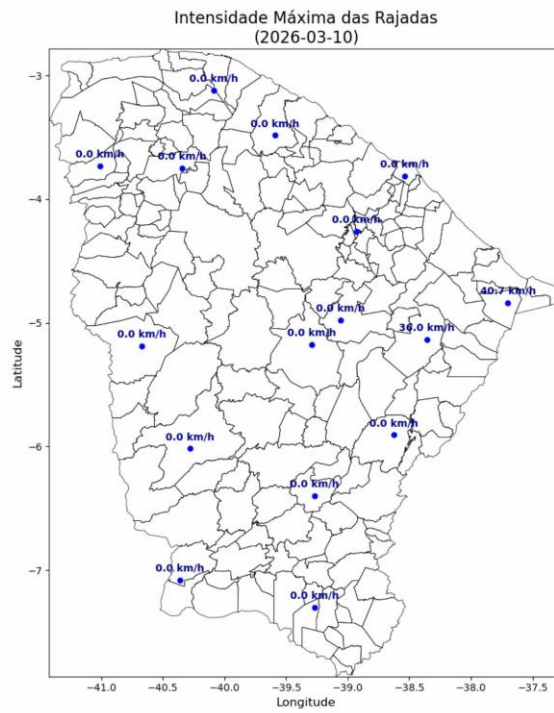 Intensidade Máxima das Rajadas
(2026-03-10)
0.0 km/h
0.0 km/h
0.0 km/h
0.0 km/h
0.0 km/h
0.0 km/h
40.7 km/h
0.0 km/h
36.0 km/h
0.0 km/h
0.0 km/h
0.0 km/h
0.0 km/h
0.0 km/h
0.0 km/h
0.0 km/h
−3
−4
−5
−6
−7
Latitude
−41.0
−40.5
−40.0
−39.5
−39.0
−38.5
−38.0
−37.5
Longitude